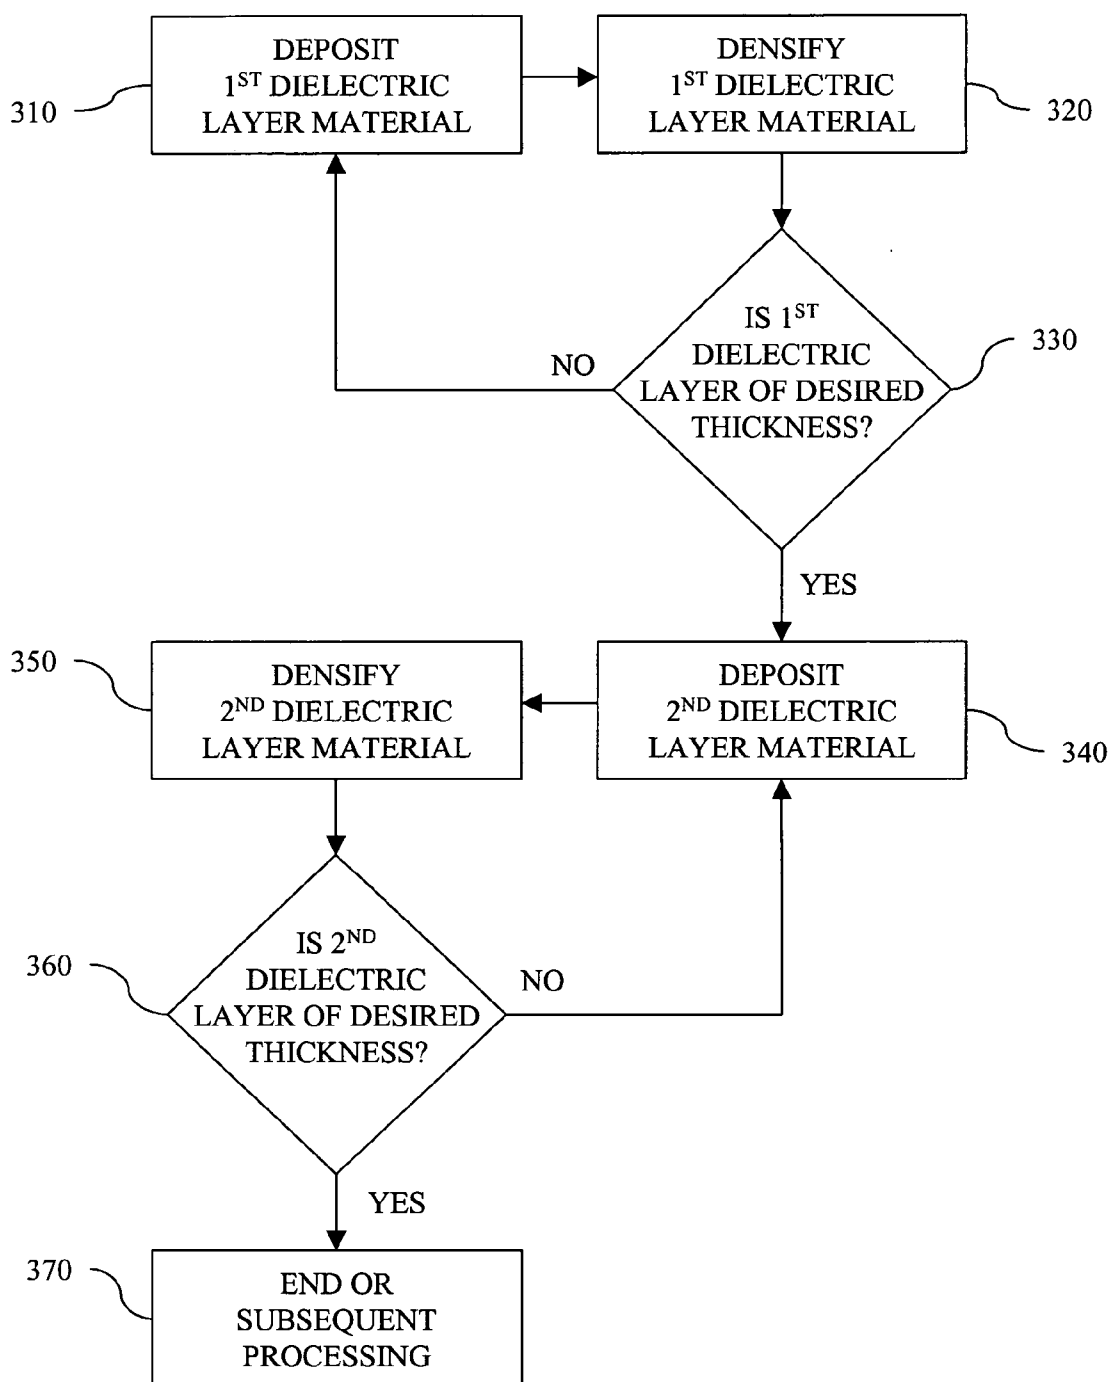 DEPOSIT
1ST DIELECTRIC
LAYER MATERIAL
310
DENSIFY
1ST DIELECTRIC
LAYER MATERIAL
320
IS 1ST
DIELECTRIC
LAYER OF DESIRED
THICKNESS?
330
NO
YES
DEPOSIT
2ND DIELECTRIC
LAYER MATERIAL
340
DENSIFY
2ND DIELECTRIC
LAYER MATERIAL
350
IS 2ND
DIELECTRIC
LAYER OF DESIRED
THICKNESS?
360
NO
YES
END OR
SUBSEQUENT
PROCESSING
370